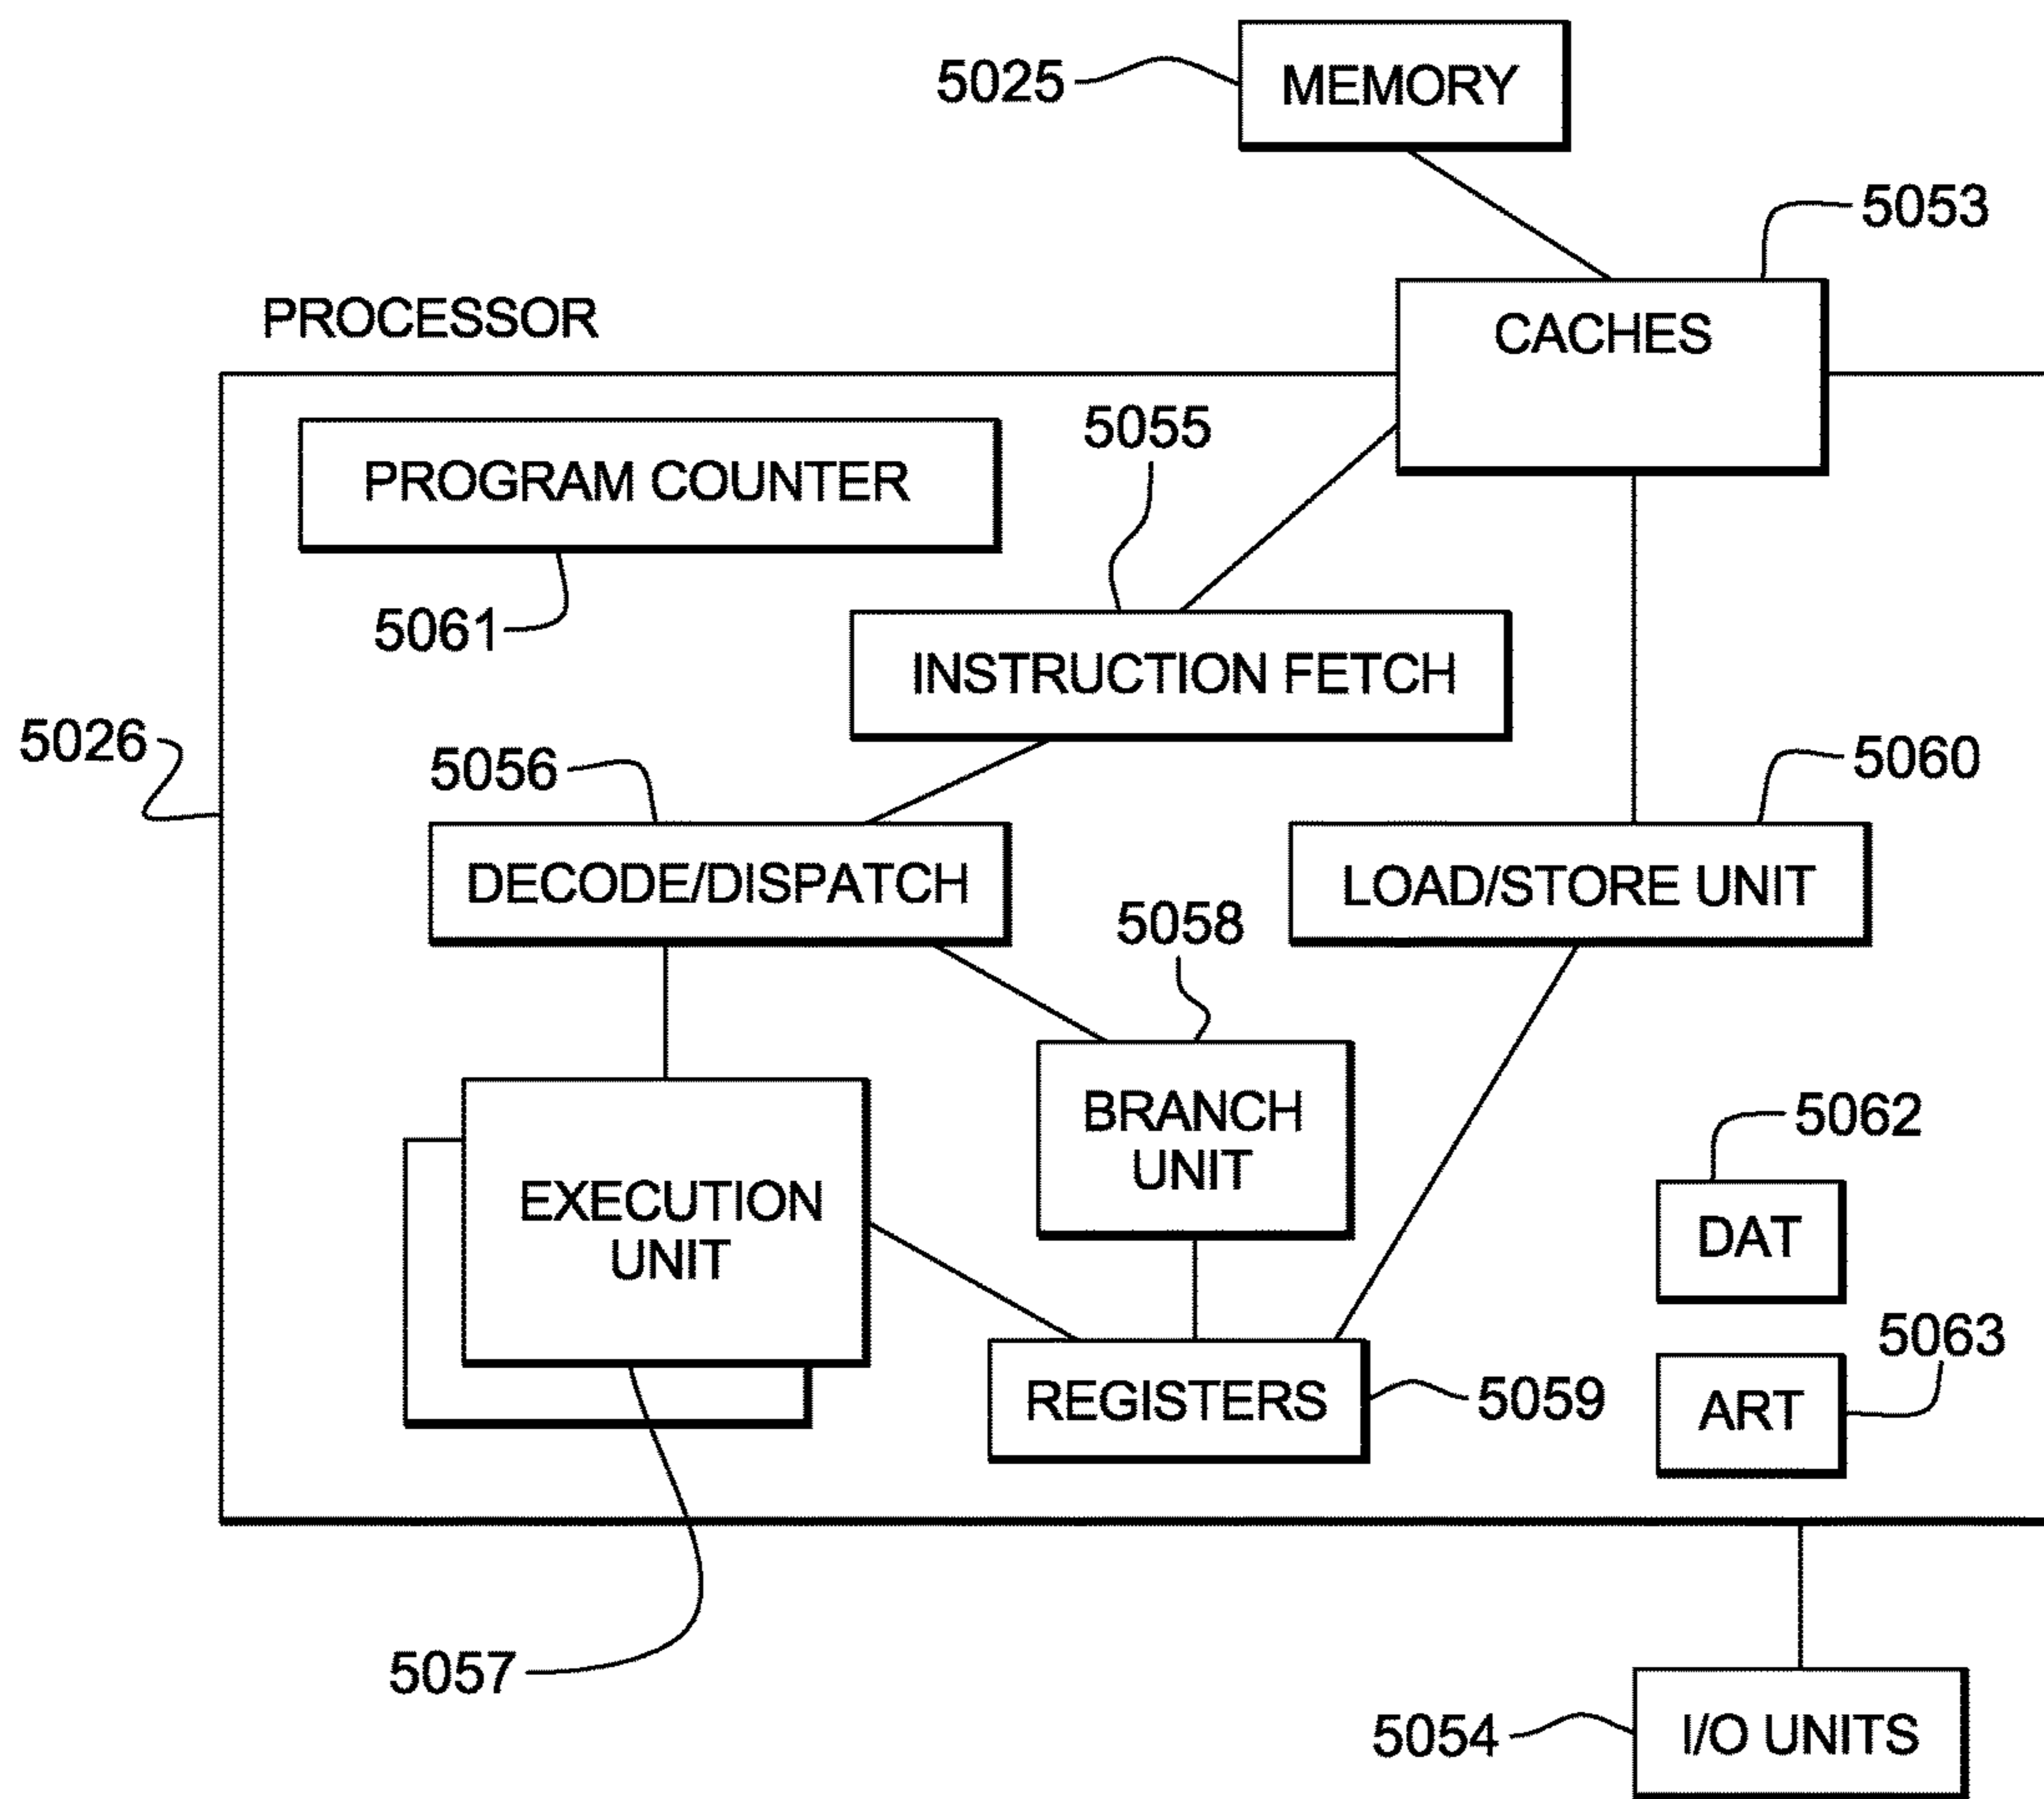 MEMORY
5025
5053
CACHES
PROCESSOR
5055
PROGRAM COUNTER
5061
INSTRUCTION FETCH
5026
5056
5060
DECODE/DISPATCH
LOAD/STORE UNIT
5058
BRANCH
UNIT
5062
EXECUTION
UNIT
DAT
5063
REGISTERS
5059
ART
5057
5054
I/O UNITS